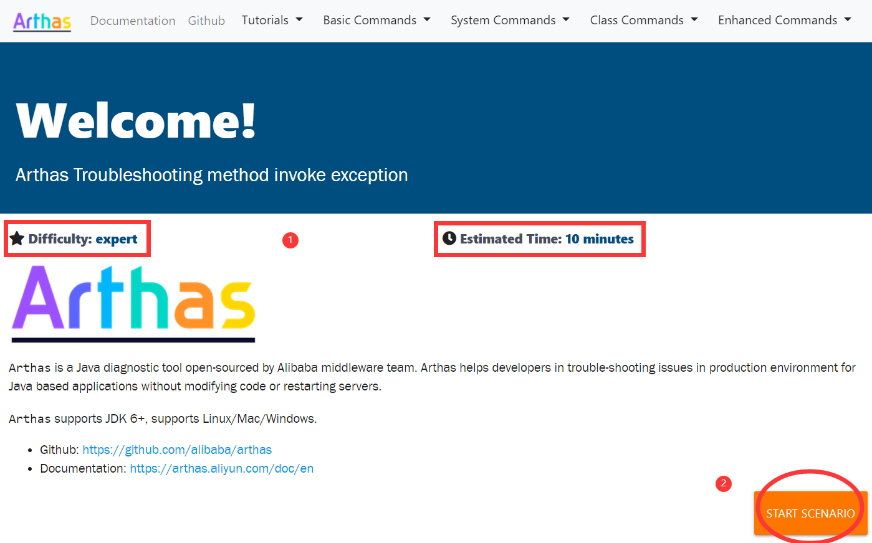 Arthas Documentation Github Tutorials Basic Commands System Commands Class Commands Enhanced Commands
Welcome!
Arthas Troubleshooting method invoke exception
Difficulty: expert 1 Estimated Time: 10 minutes
Arthas
Arthas is a Java diagnostic tool open-sourced by Alibaba middleware team. Arthas helps developers in trouble-shooting issues in production environment for
Java based applications without modifying code or restarting servers.
Arthas supports JDK 6+, supports Linux/Mac/Windows.
• Github: https://github.com/alibaba/arthas
• Documentation: https://arthas.aliyun.com/doc/en
2
START SCENARIO